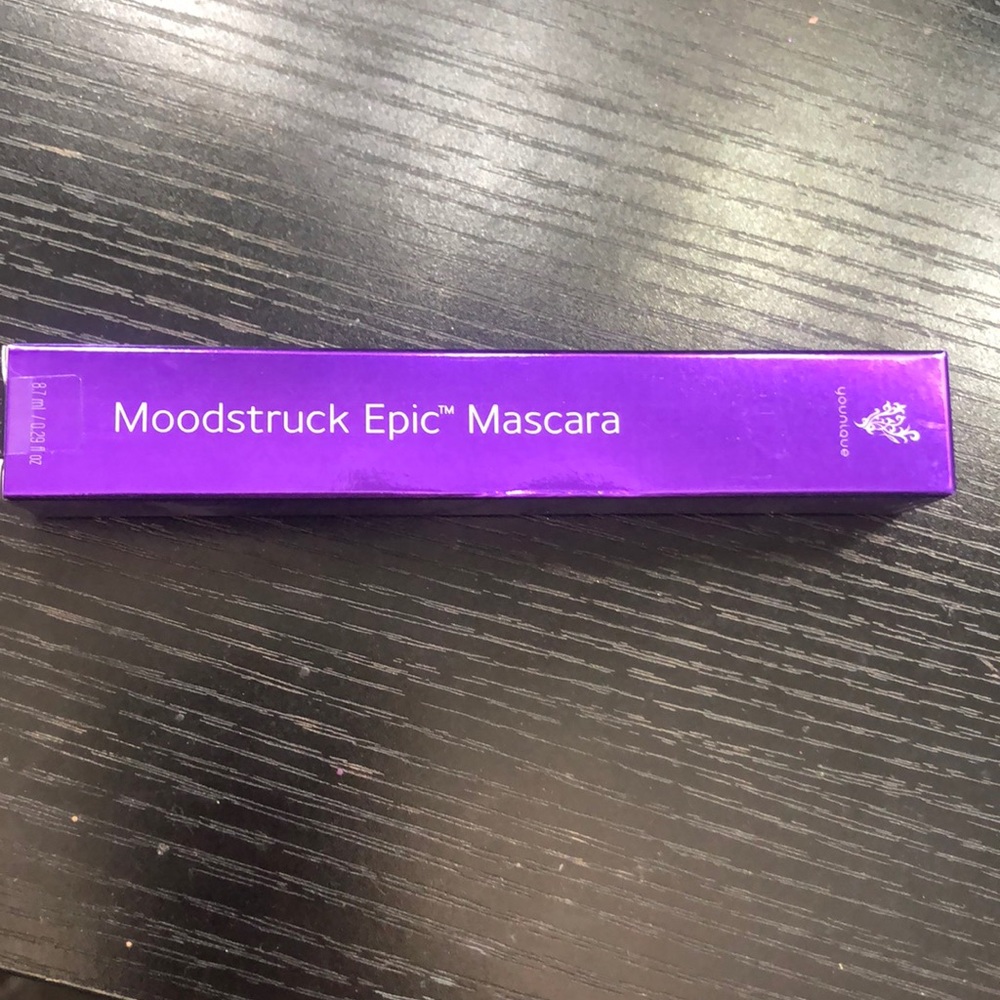 Moodstruck Epic™ Mascara
younique
8.7 ml / 0.29 fl oz